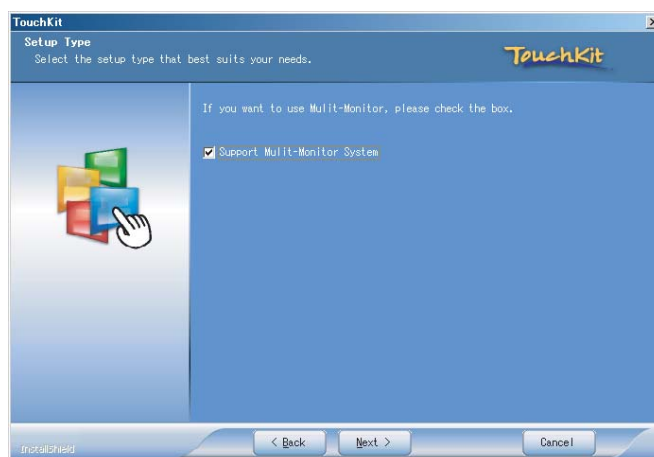 TouchKit
Setup Type
Select the setup type that best suits your needs.
TouchKit
If you want to use Mulit-Monitor, please check the box.
Support Mulit-Monitor System
InstallShield
< Back
Next >
Cancel